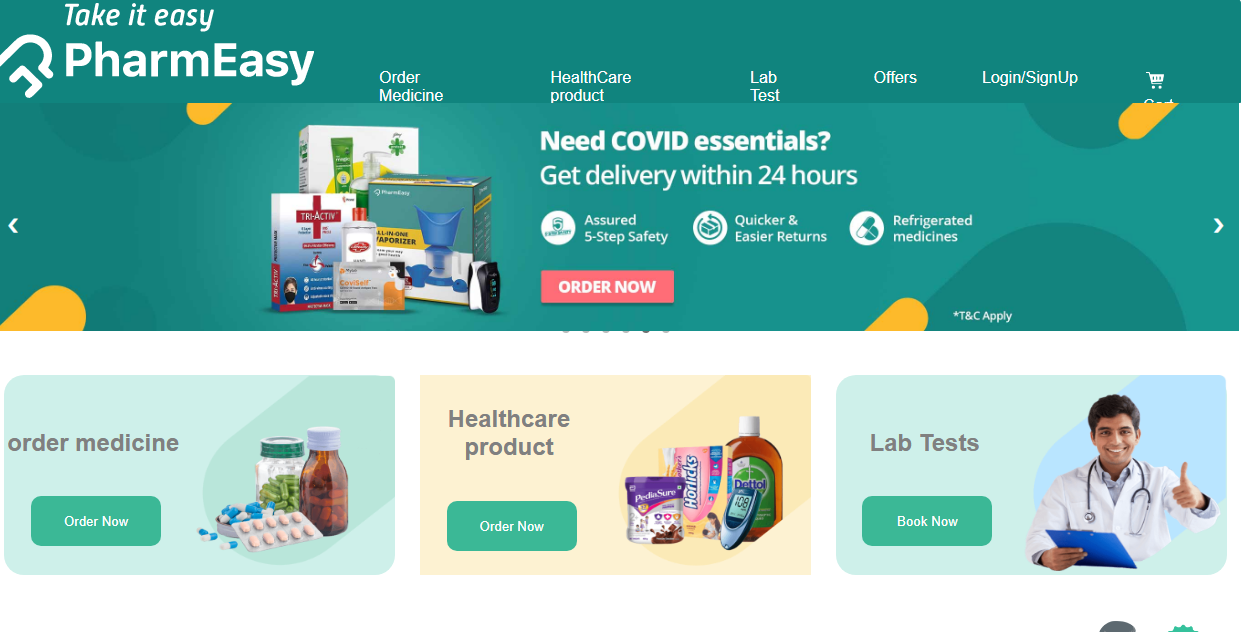 Take it easy
PharmEasy
Order
Medicine
HealthCare
product
Lab
Test
Offers
Login/SignUp
Need COVID essentials?
Get delivery within 24 hours
Assured
5-Step Safety
Quicker &
Easier Returns
Refrigerated
medicines
ORDER NOW
*T&C Apply
TRI-ACTIV
PharmEasy
ALL-IN-ONE
VAPORIZER
CoviSelf
order medicine
Order Now
Healthcare
product
Order Now
PediaSure
Horlicks
Dettol
108
Lab Tests
Book Now